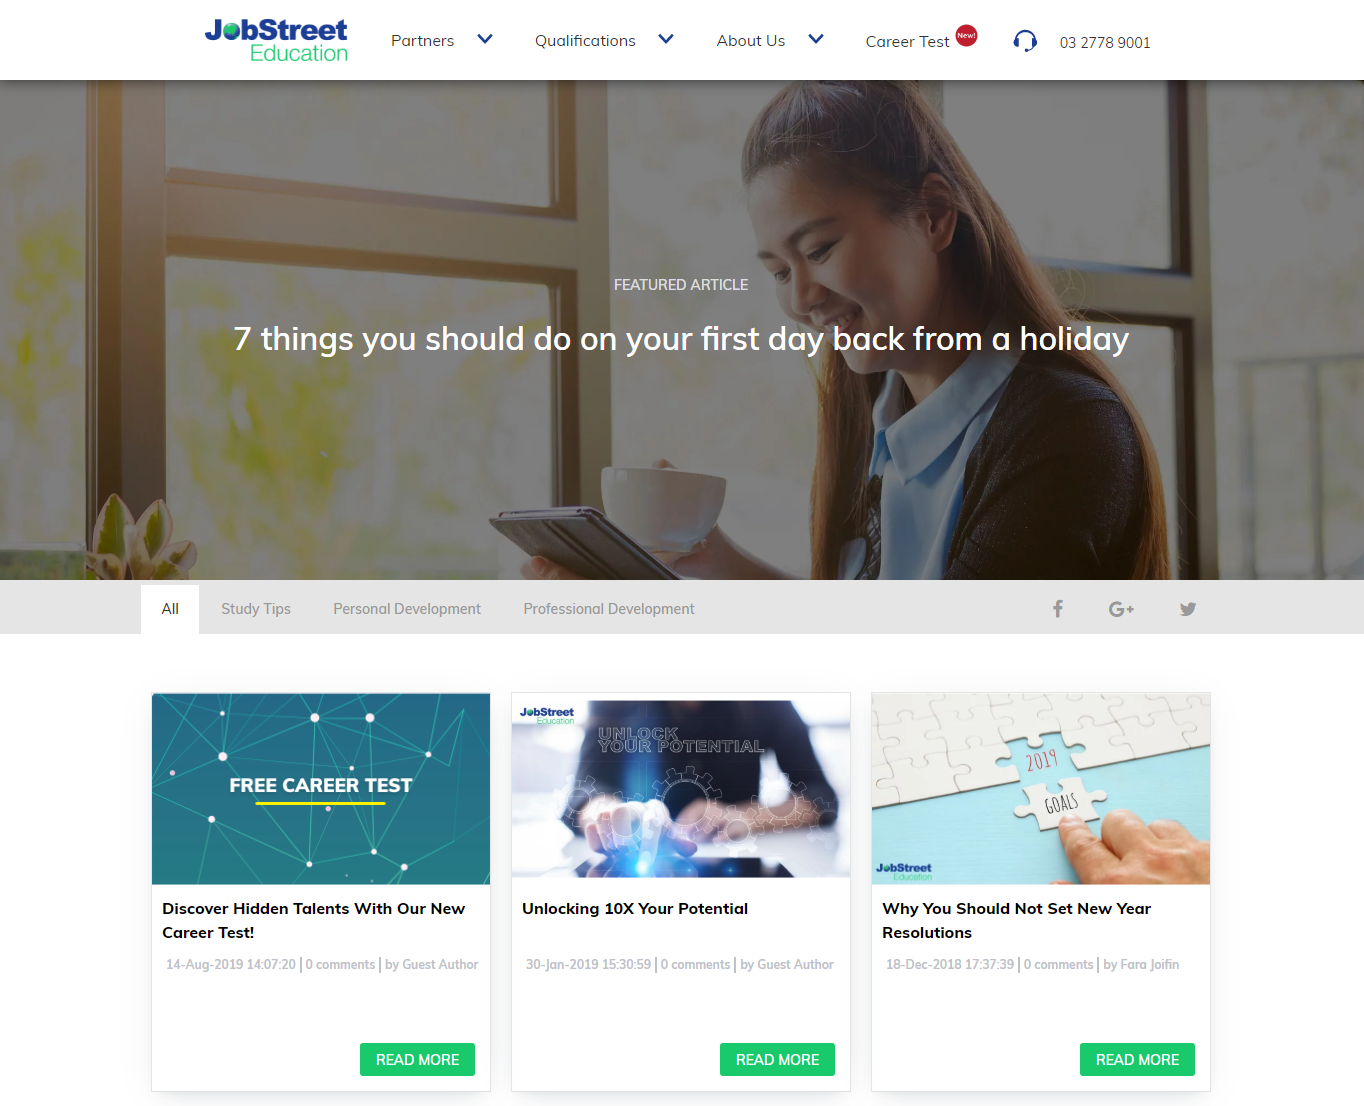 JobStreet
Education
Partners
Qualifications
About Us
Career Test
New!
03 2778 9001
FEATURED ARTICLE
7 things you should do on your first day back from a holiday
All
Study Tips
Personal Development
Professional Development
FREE CAREER TEST
Discover Hidden Talents With Our New
Career Test!
14-Aug-2019 14:07:20 | 0 comments | by Guest Author
READ MORE
JobStreet
Education
UNLOCK
YOUR POTENTIAL
Unlocking 10X Your Potential
30-Jan-2019 15:30:59 | 0 comments | by Guest Author
READ MORE
2019
GOALS
JobStreet
Education
Why You Should Not Set New Year
Resolutions
18-Dec-2018 17:37:39 | 0 comments | by Fara Joifin
READ MORE